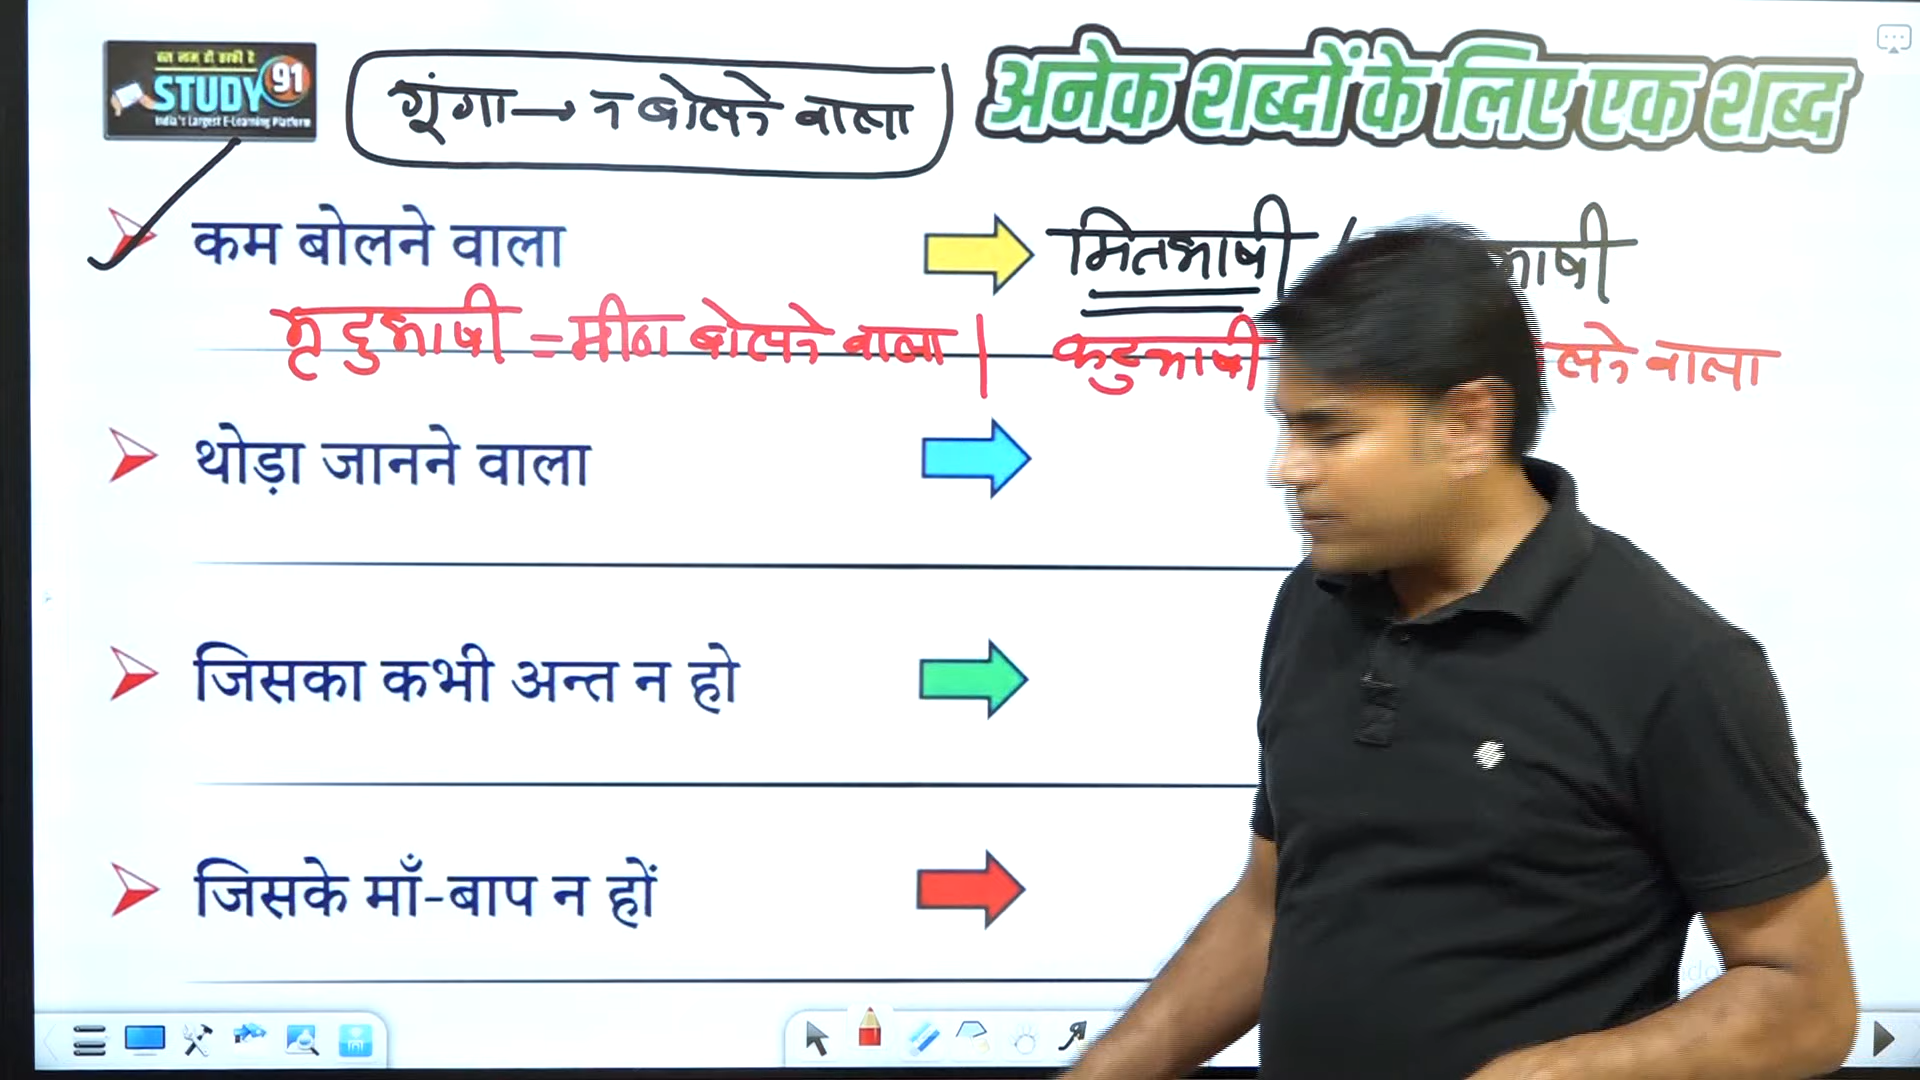 STUDY 91
India's Largest E-Learning Platform
गूंगा → न बोलने वाला
अनेक शब्दों के लिए एक शब्द
कम बोलने वाला
मितभाषी / भाषी
मृदुभाषी = मीठा बोलने वाला |
कटुभाषी लने वाला
थोड़ा जानने वाला
जिसका कभी अन्त न हो
जिसके माँ-बाप न हों